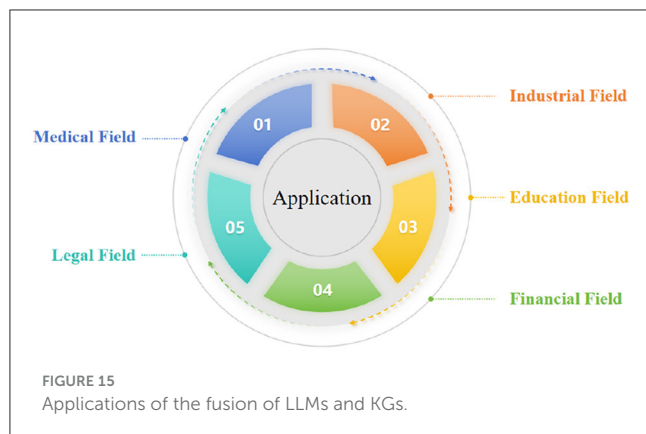 01
02
Industrial Field
Medical Field
Application
Education Field
05
03
Legal Field
04
Financial Field
FIGURE 15
Applications of the fusion of LLMs and KGs.